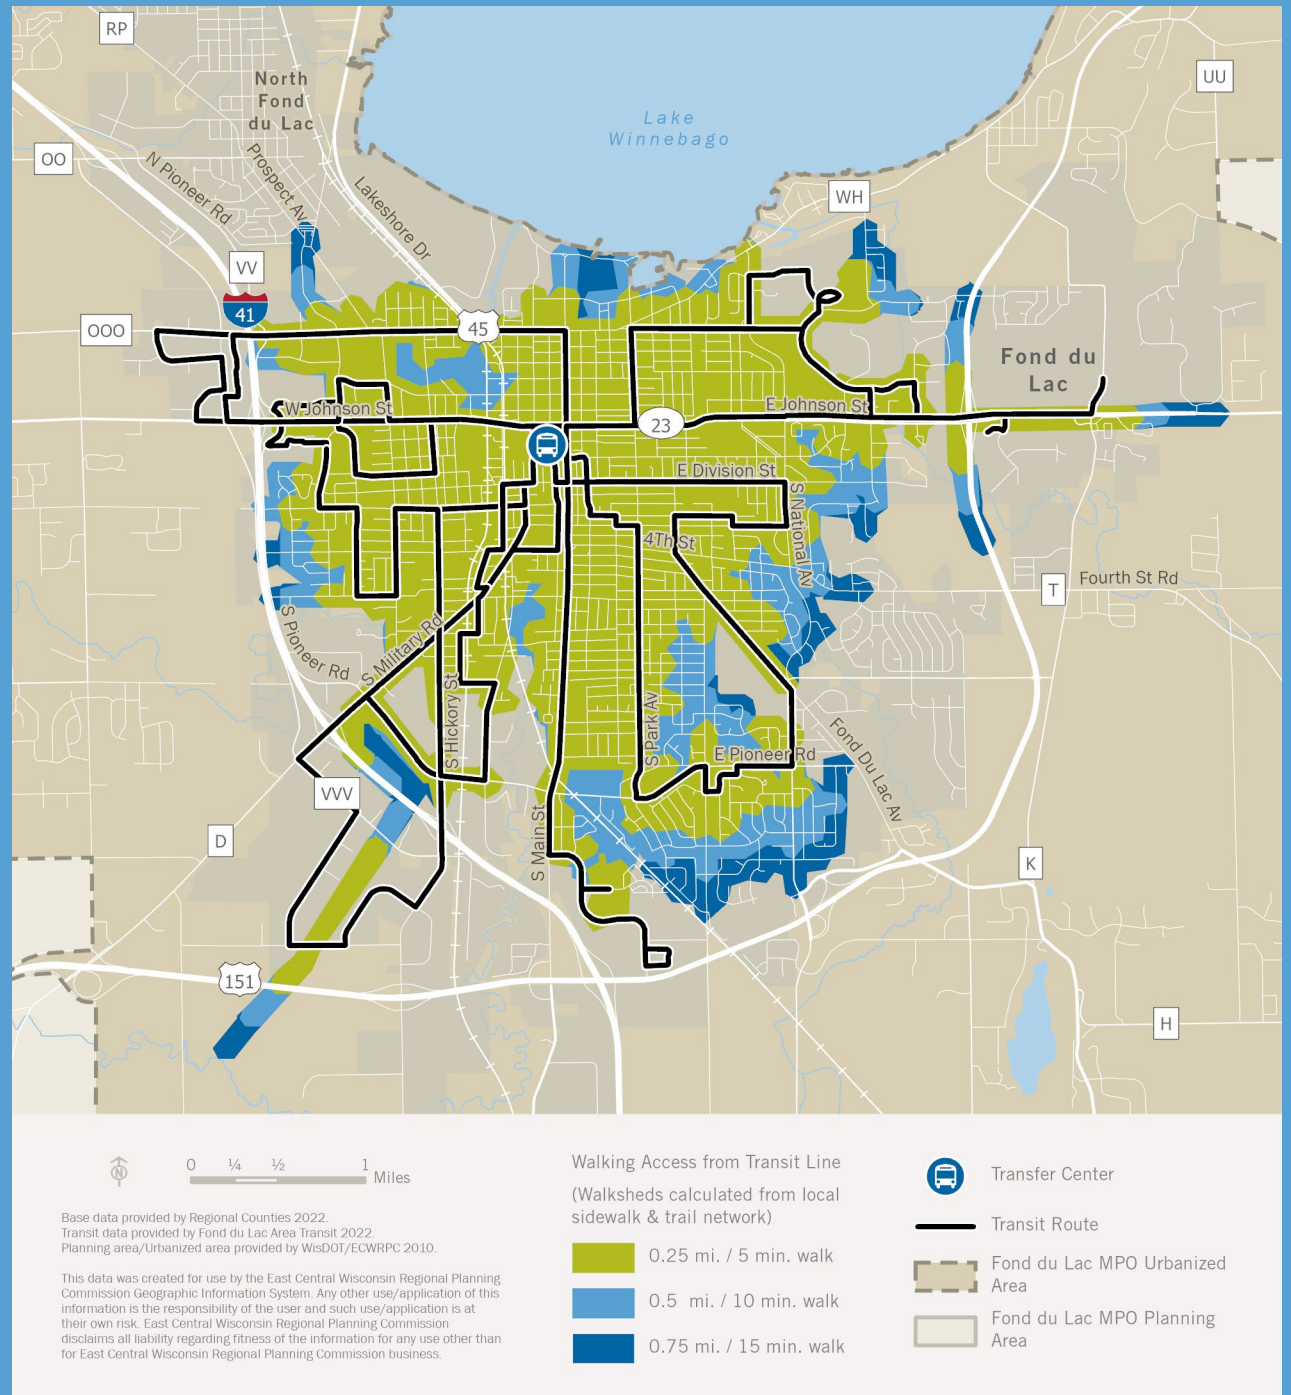 RP
North
Fond
du Lac
UU
Lake
Winnebago
OO
N Pioneer Rd
Prospect Av
Lakeshore Dr
WH
VV
41
OOO
45
Fond du
Lac
W Johnson St
E Johnson St
23
E Division St
S National Av
4Th St
T
Fourth St Rd
S Pioneer Rd
S Military Rd
S Hickory St
S Park Av
E Pioneer Rd
Fond Du Lac Av
VVV
D
S Main St
K
151
H
N
0 ¼ ½ 1
Miles
Base data provided by Regional Counties 2022.
Transit data provided by Fond du Lac Area Transit 2022.
Planning area/Urbanized area provided by WisDOT/ECWRPC 2010.
This data was created for use by the East Central Wisconsin Regional Planning
Commission Geographic Information System. Any other use/application of this
information is the responsibility of the user and such use/application is at
their own risk. East Central Wisconsin Regional Planning Commission
disclaims all liability regarding fitness of the information for any use other than
for East Central Wisconsin Regional Planning Commission business.
Walking Access from Transit Line
(Walksheds calculated from local
sidewalk & trail network)
0.25 mi. / 5 min. walk
0.5 mi. / 10 min. walk
0.75 mi. / 15 min. walk
Transfer Center
Transit Route
Fond du Lac MPO Urbanized
Area
Fond du Lac MPO Planning
Area